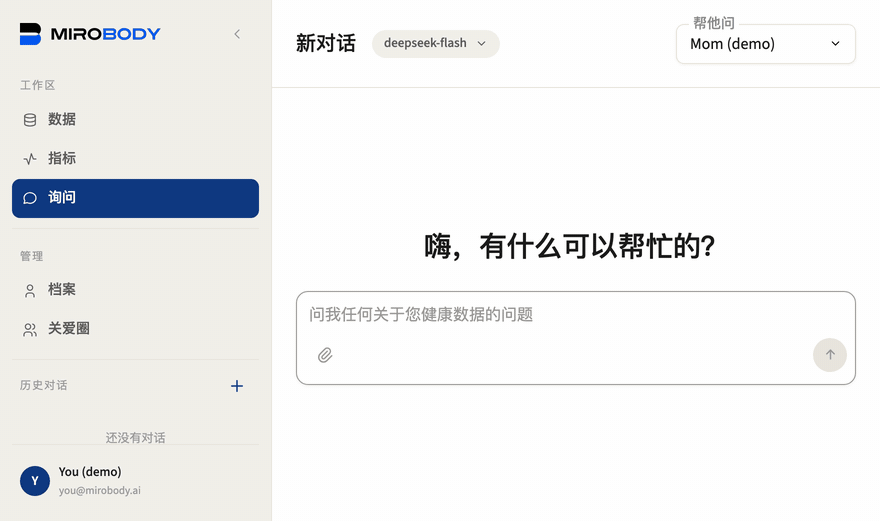 MIROBODY
工作区
数据
指标
询问
管理
档案
关爱圈
历史对话
还没有对话
Y
You (demo)
you@mirobody.ai
新对话
deepseek-flash
帮他问
Mom (demo)
嗨，有什么可以帮忙的?
问我任何关于您健康数据的问题